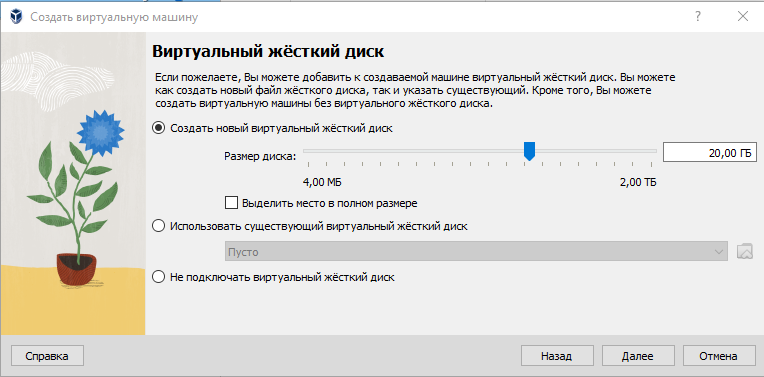 Создать виртуальную машину
Виртуальный жёсткий диск
Если пожелаете, Вы можете добавить к создаваемой машине виртуальный жёсткий диск. Вы можете
как создать новый файл жёсткого диска, так и указать существующий. Кроме того, Вы можете
создать виртуальную машины без виртуального жёсткого диска.
Создать новый виртуальный жёсткий диск
Размер диска:
20,00 ГБ
4,00 МБ
2,00 ТБ
Выделить место в полном размере
Использовать существующий виртуальный жёсткий диск
Пусто
Не подключать виртуальный жёсткий диск
Справка
Назад
Далее
Отмена